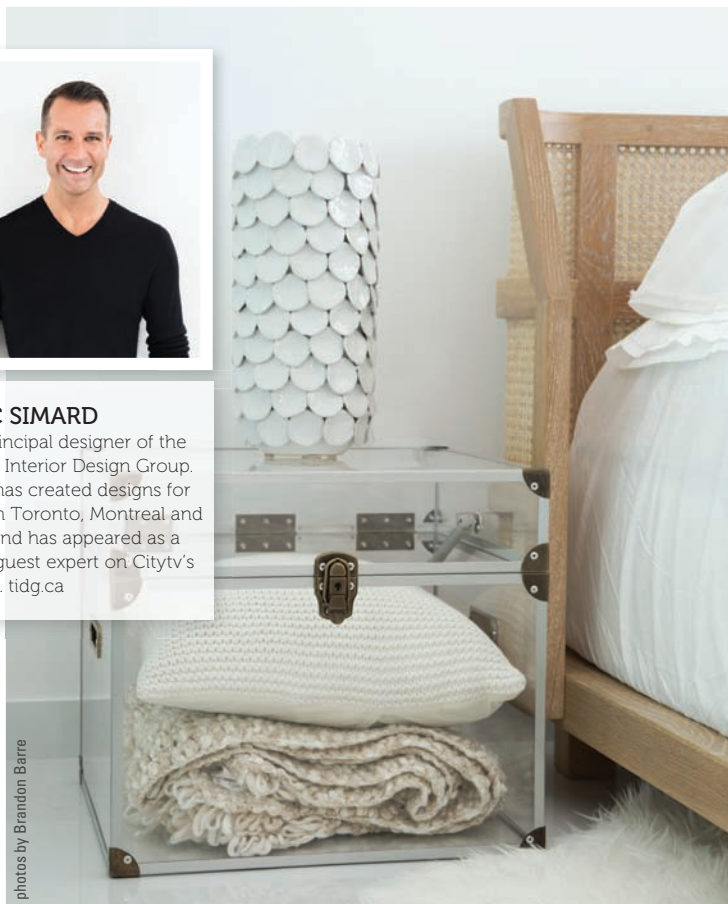 SIMARD
incipal designer of the
Interior Design Group.
has created designs for
Toronto, Montreal and
nd has appeared as a
guest expert on Citytv's
tidg.ca
photos by Brandon Barre